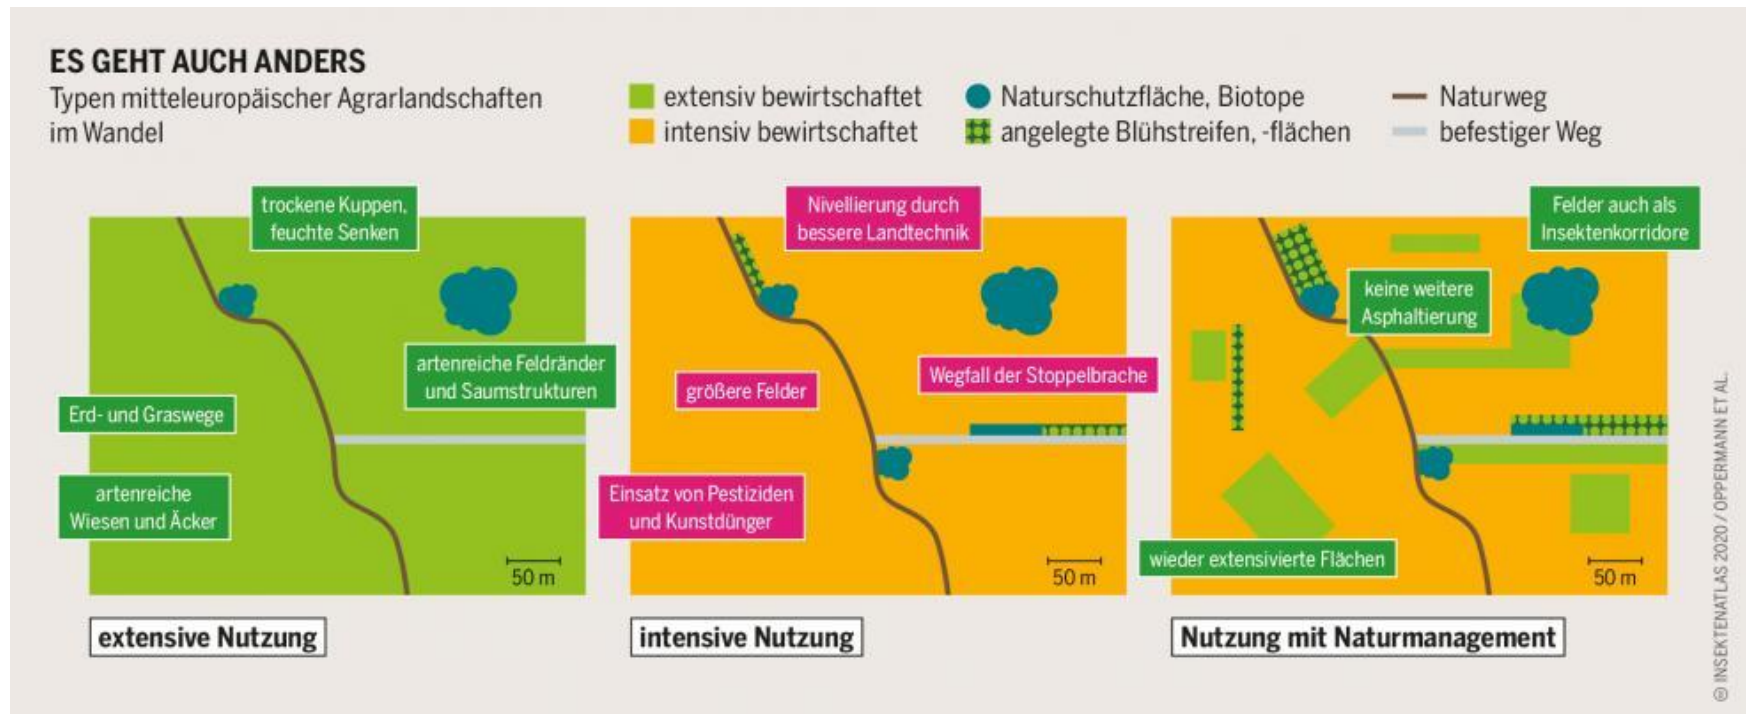 ES GEHT AUCH ANDERS
Typen mitteleuropäischer Agrarlandschaften
im Wandel
extensiv bewirtschaftet
intensiv bewirtschaftet
Naturschutzfläche, Biotope
angelegte Blühstreifen, -flächen
Naturweg
befestiger Weg
trockene Kuppen,
feuchte Senken
artenreiche Feldränder
und Saumstrukturen
Erd- und Graswege
artenreiche
Wiesen und Äcker
50 m
extensive Nutzung
Nivellierung durch
bessere Landtechnik
größere Felder
Wegfall der Stoppelbrache
Einsatz von Pestiziden
und Kunstdünger
50 m
intensive Nutzung
Felder auch als
Insektenkorridore
keine weitere
Asphaltierung
wieder extensivierte Flächen
50 m
Nutzung mit Naturmanagement
© INSEKTENATLAS 2020 / OPPERMANN ET AL.